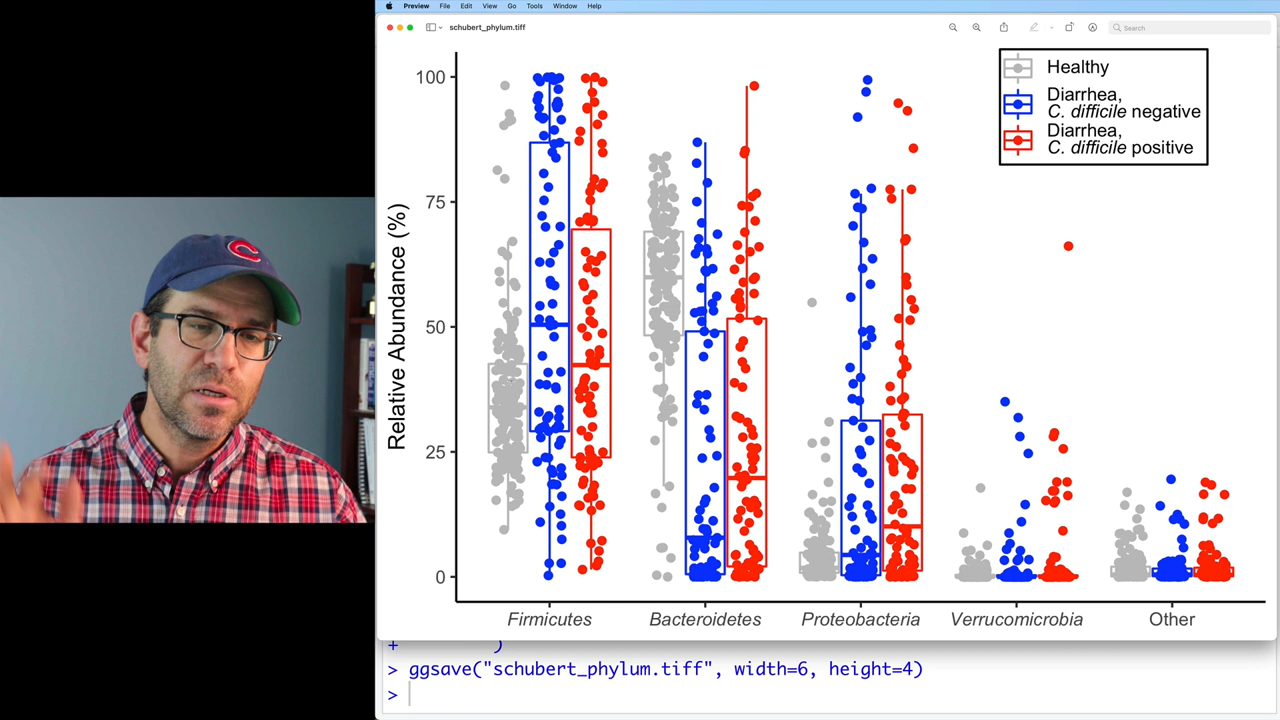 Preview File Edit View Go Tools Window Help
schubert_phylum.tiff
Search
Healthy
Diarrhea,
C. difficile negative
Diarrhea,
C. difficile positive
Relative Abundance (%)
100
75
50
25
0
Firmicutes Bacteroidetes Proteobacteria Verrucomicrobia Other
C
+ )
> ggsave("schubert_phylum.tiff", width=6, height=4)
>